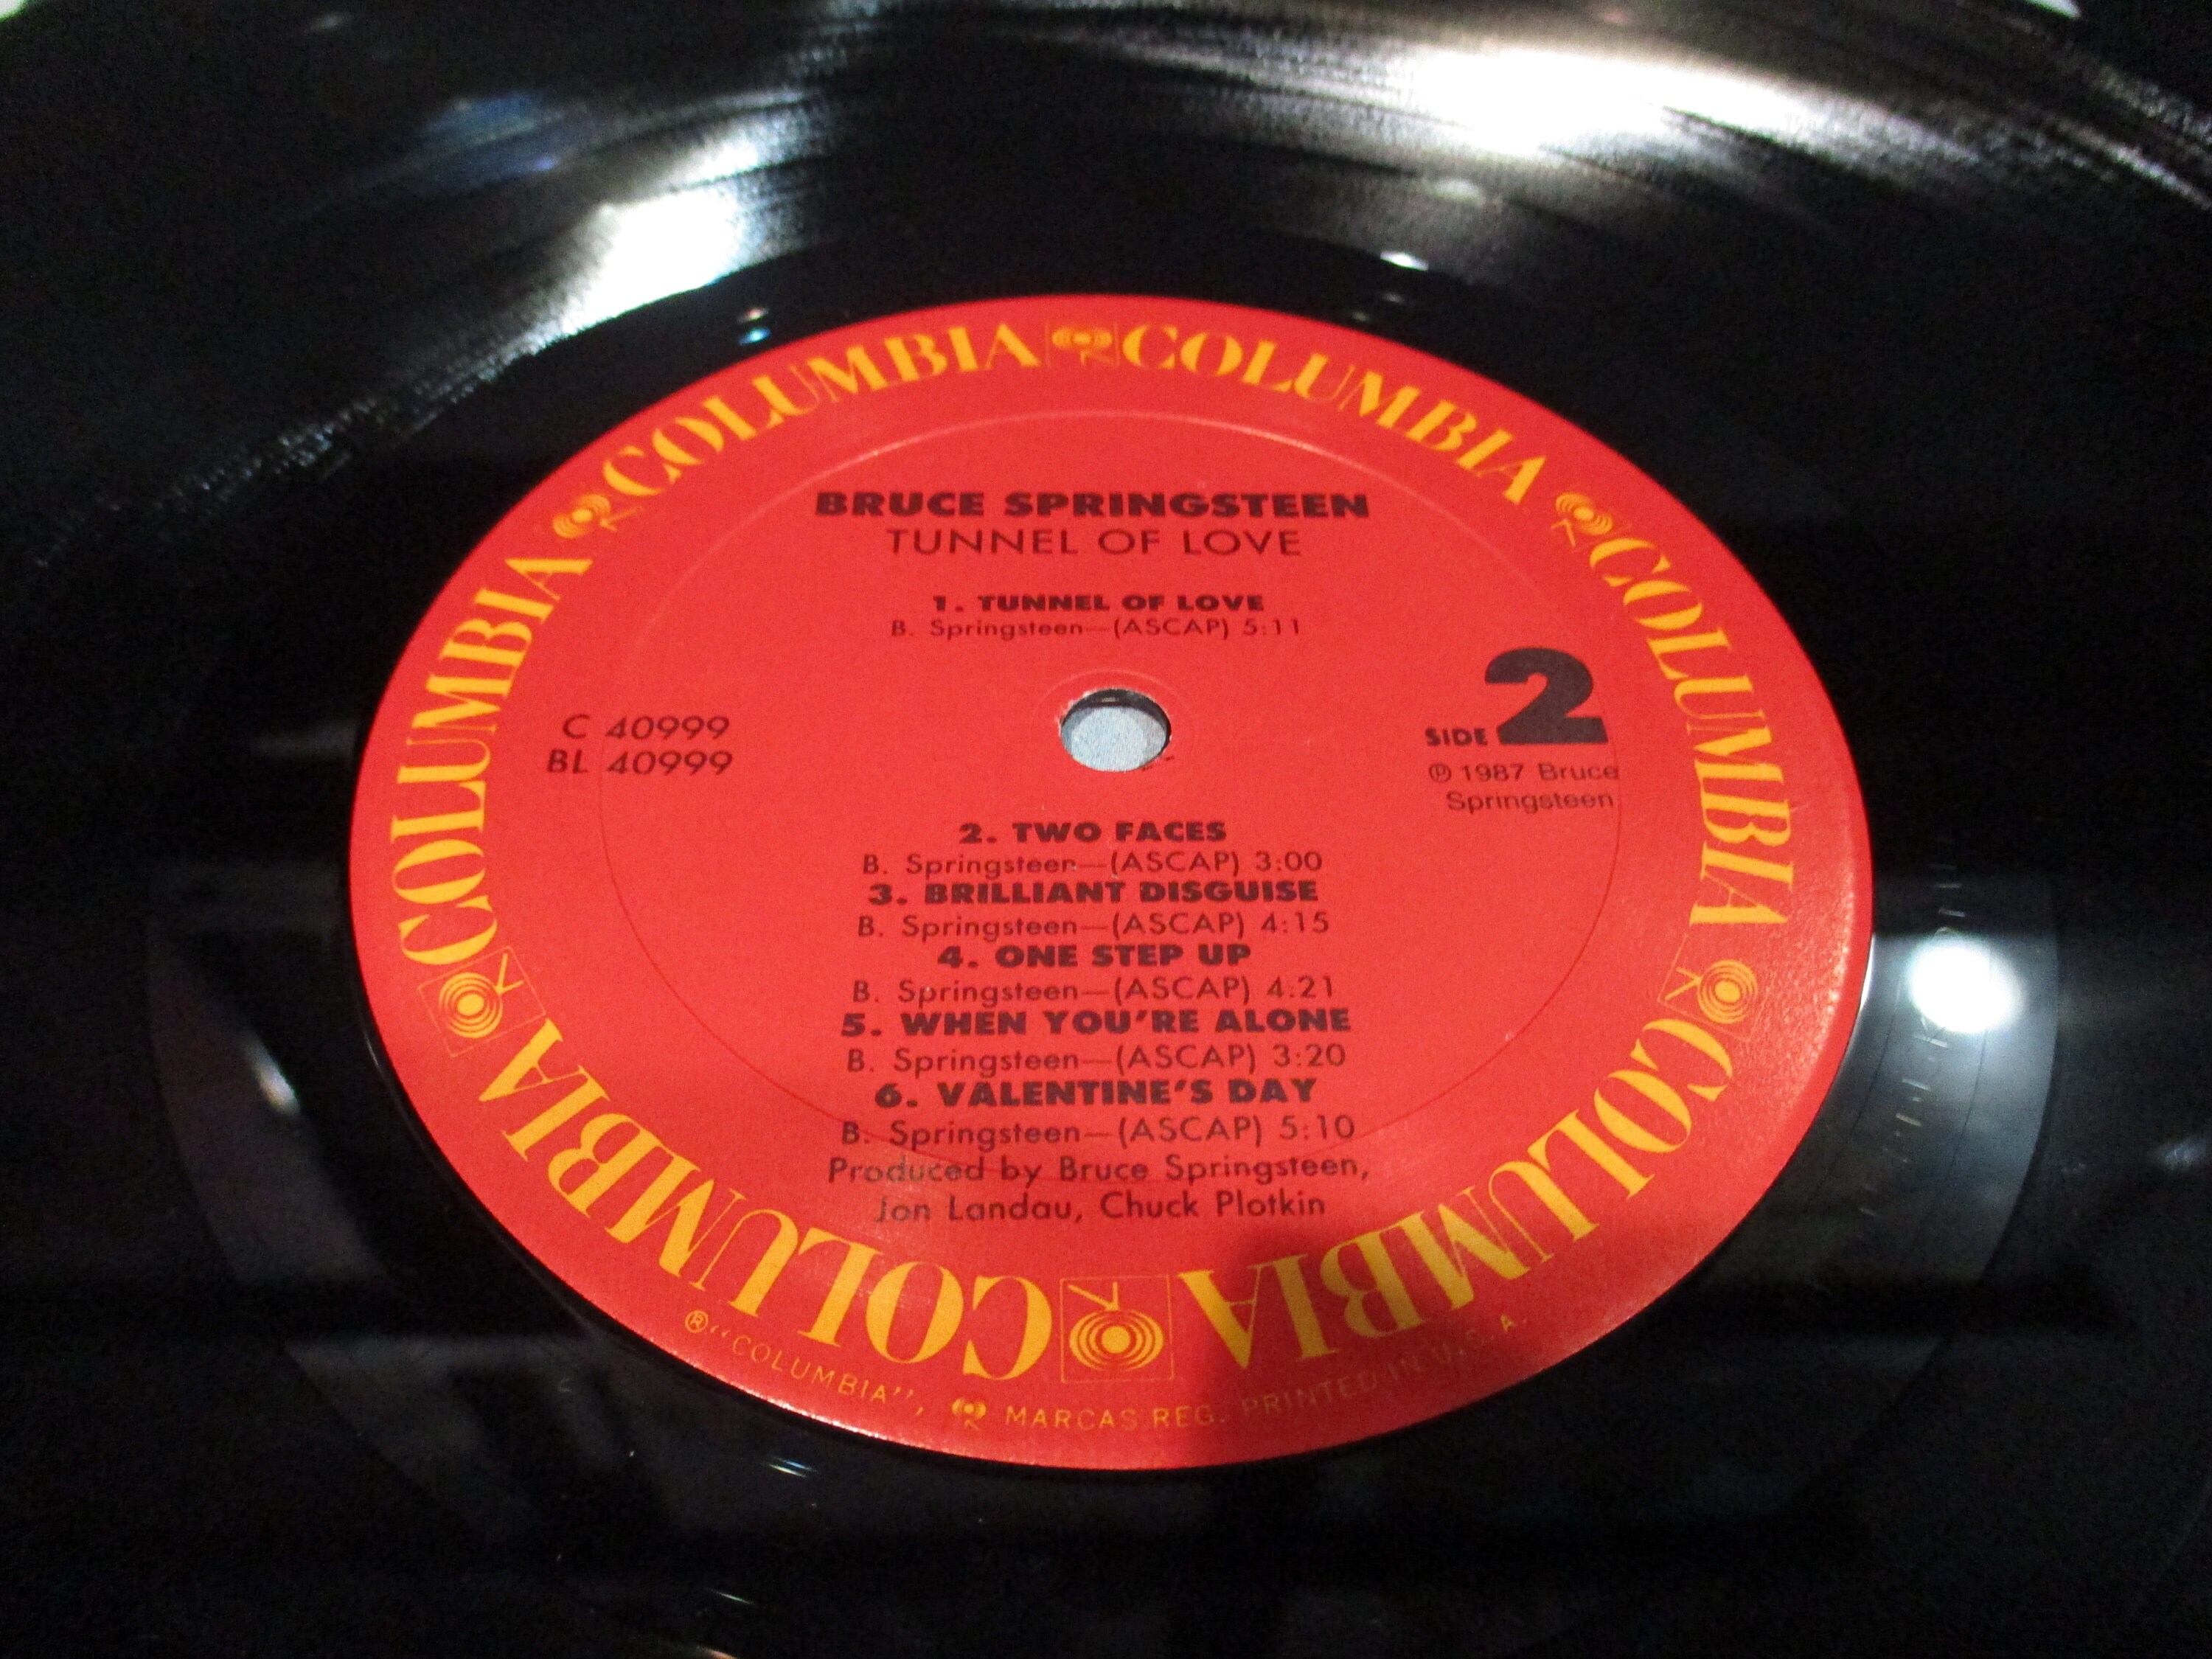 COLUMBIA COLUMBIA COLUMBIA COLUMBIA COLUMBIA COLUMBIA
BRUCE SPRINGSTEEN
TUNNEL OF LOVE
1. TUNNEL OF LOVE
B. Springsteen—(ASCAP) 5:11
C 40999
BL 40999
SIDE 2
℗ 1987 Bruce
Springsteen
2. TWO FACES
B. Springsteen—(ASCAP) 3:00
3. BRILLIANT DISGUISE
B. Springsteen—(ASCAP) 4:15
4. ONE STEP UP
B. Springsteen—(ASCAP) 4:21
5. WHEN YOU'RE ALONE
B. Springsteen—(ASCAP) 3:20
6. VALENTINE'S DAY
B. Springsteen—(ASCAP) 5:10
Produced by Bruce Springsteen,
Jon Landau, Chuck Plotkin
® "COLUMBIA", MARCAS REG. PRINTED IN U.S.A.